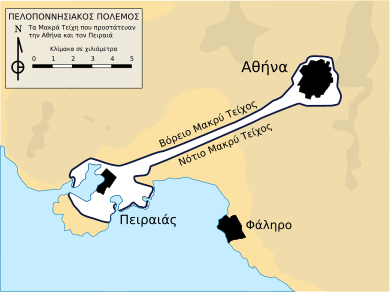 ΠΕΛΟΠΟΝΝΗΣΙΑΚΟΣ ΠΟΛΕΜΟΣ
N
Τα Μακρά Τείχη που προστάτευαν
την Αθήνα και τον Πειραιά
Κλίμακα σε χιλιόμετρα
0 1 2 3 4 5
Αθήνα
Βόρειο Μακρύ Τείχος
Νότιο Μακρύ Τείχος
Πειραιάς
Φάληρο